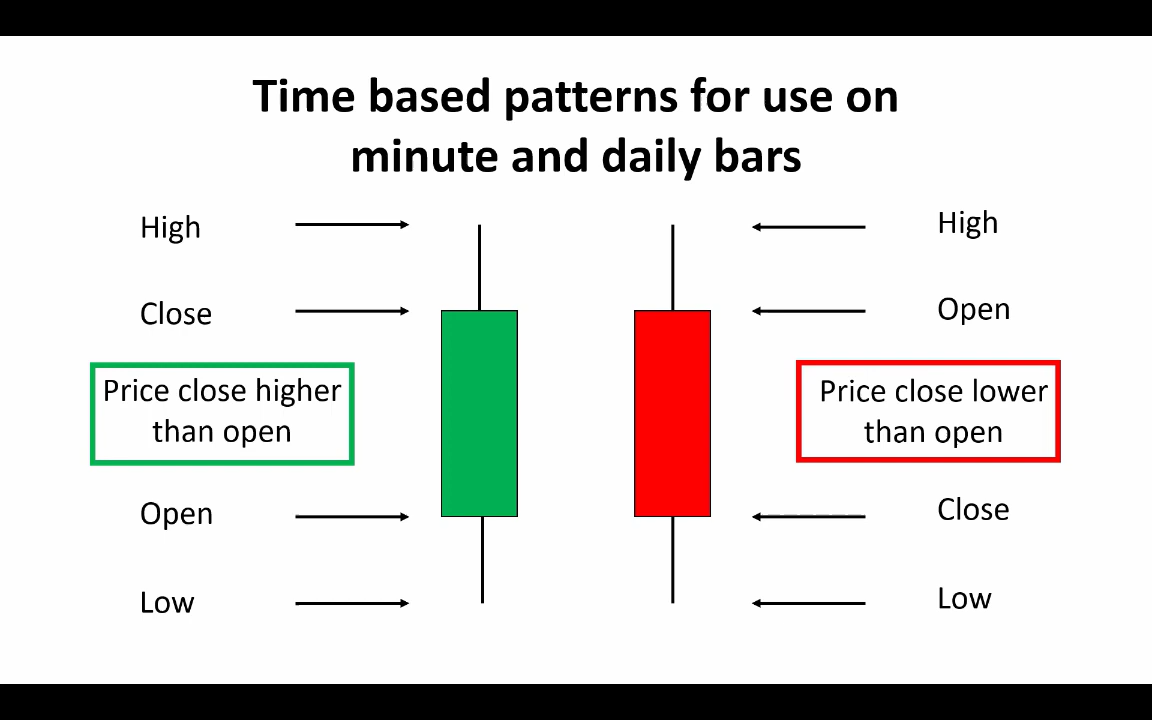 Time based patterns for use on
minute and daily bars
High
Close
Price close higher
than open
Open
Low
High
Open
Price close lower
than open
Close
Low